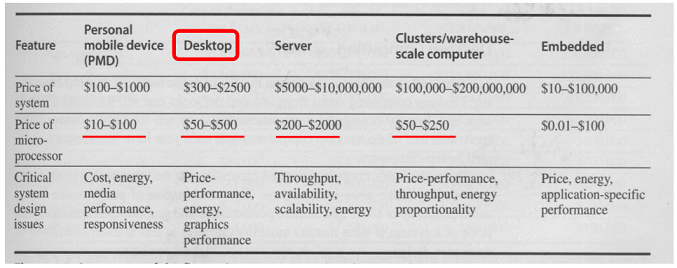 Feature | Personal mobile device (PMD) | Desktop | Server | Clusters/warehouse-scale computer | Embedded
Price of system | $100–$1000 | $300–$2500 | $5000–$10,000,000 | $100,000–$200,000,000 | $10–$100,000
Price of micro-processor | $10–$100 | $50–$500 | $200–$2000 | $50–$250 | $0.01–$100
Critical system design issues | Cost, energy, media performance, responsiveness | Price-performance, energy, graphics performance | Throughput, availability, scalability, energy | Price-performance, throughput, energy proportionality | Price, energy, application-specific performance